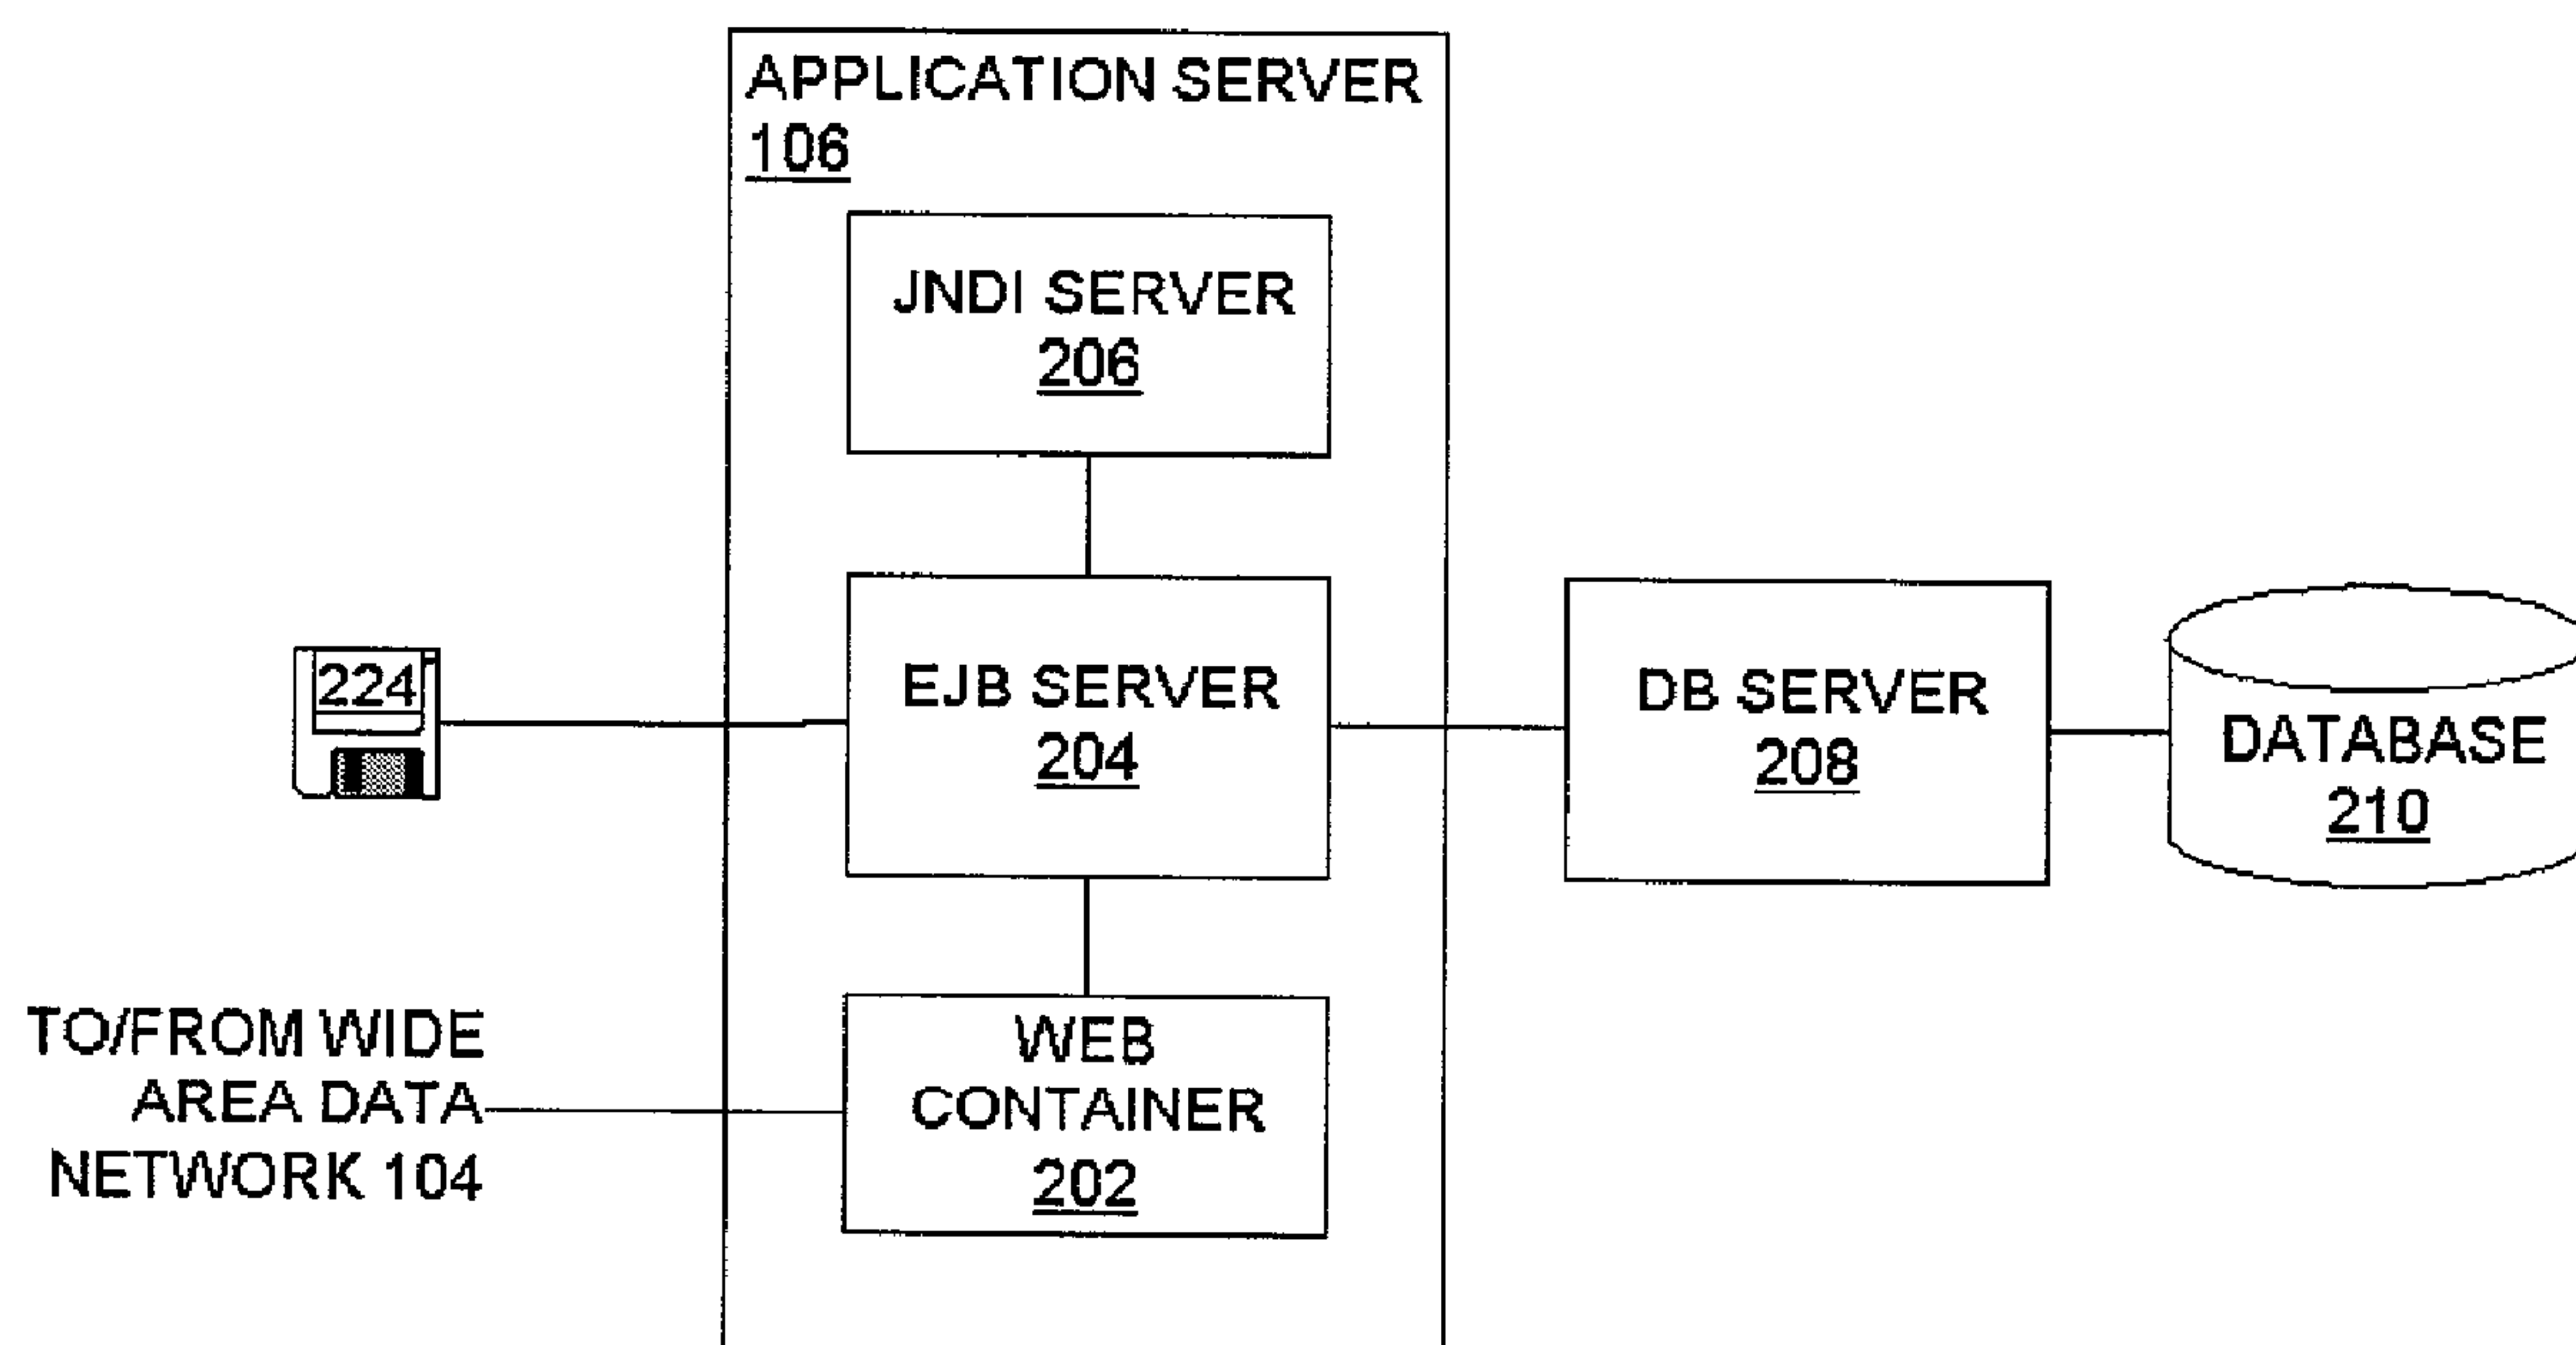 APPLICATION SERVER
106
JNDI SERVER
206
224
EJB SERVER
204
DB SERVER
208
DATABASE
210
TO/FROM WIDE
AREA DATA
NETWORK 104
WEB
CONTAINER
202